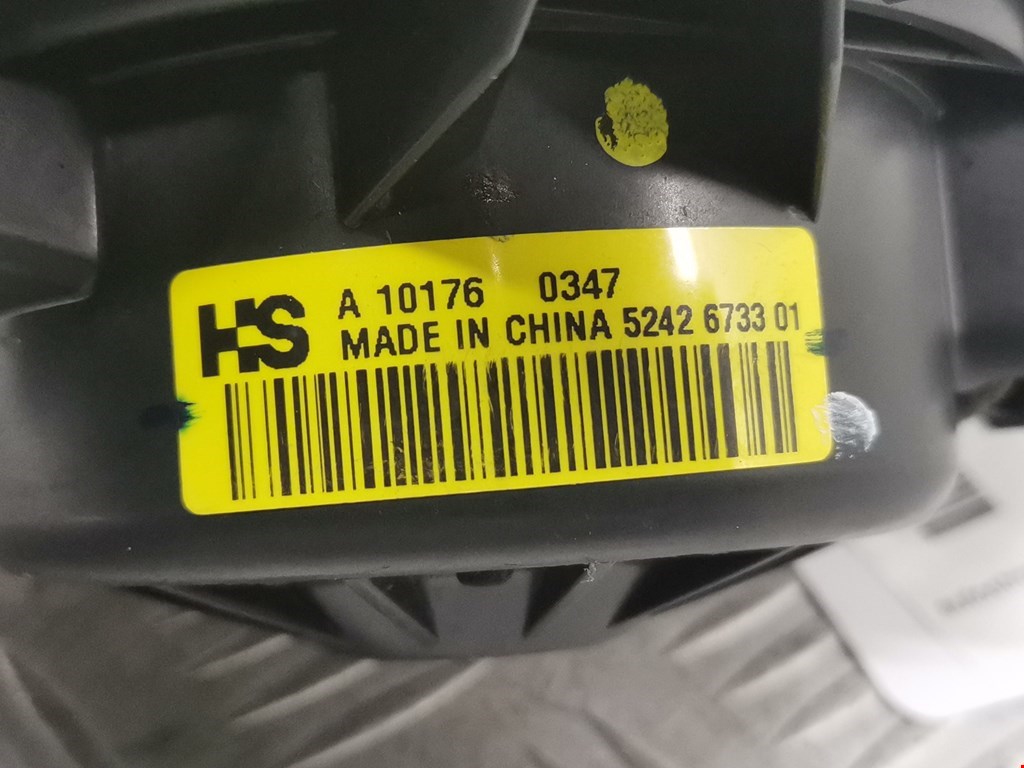 HS
A 10176 0347
MADE IN CHINA 5242 6733 01